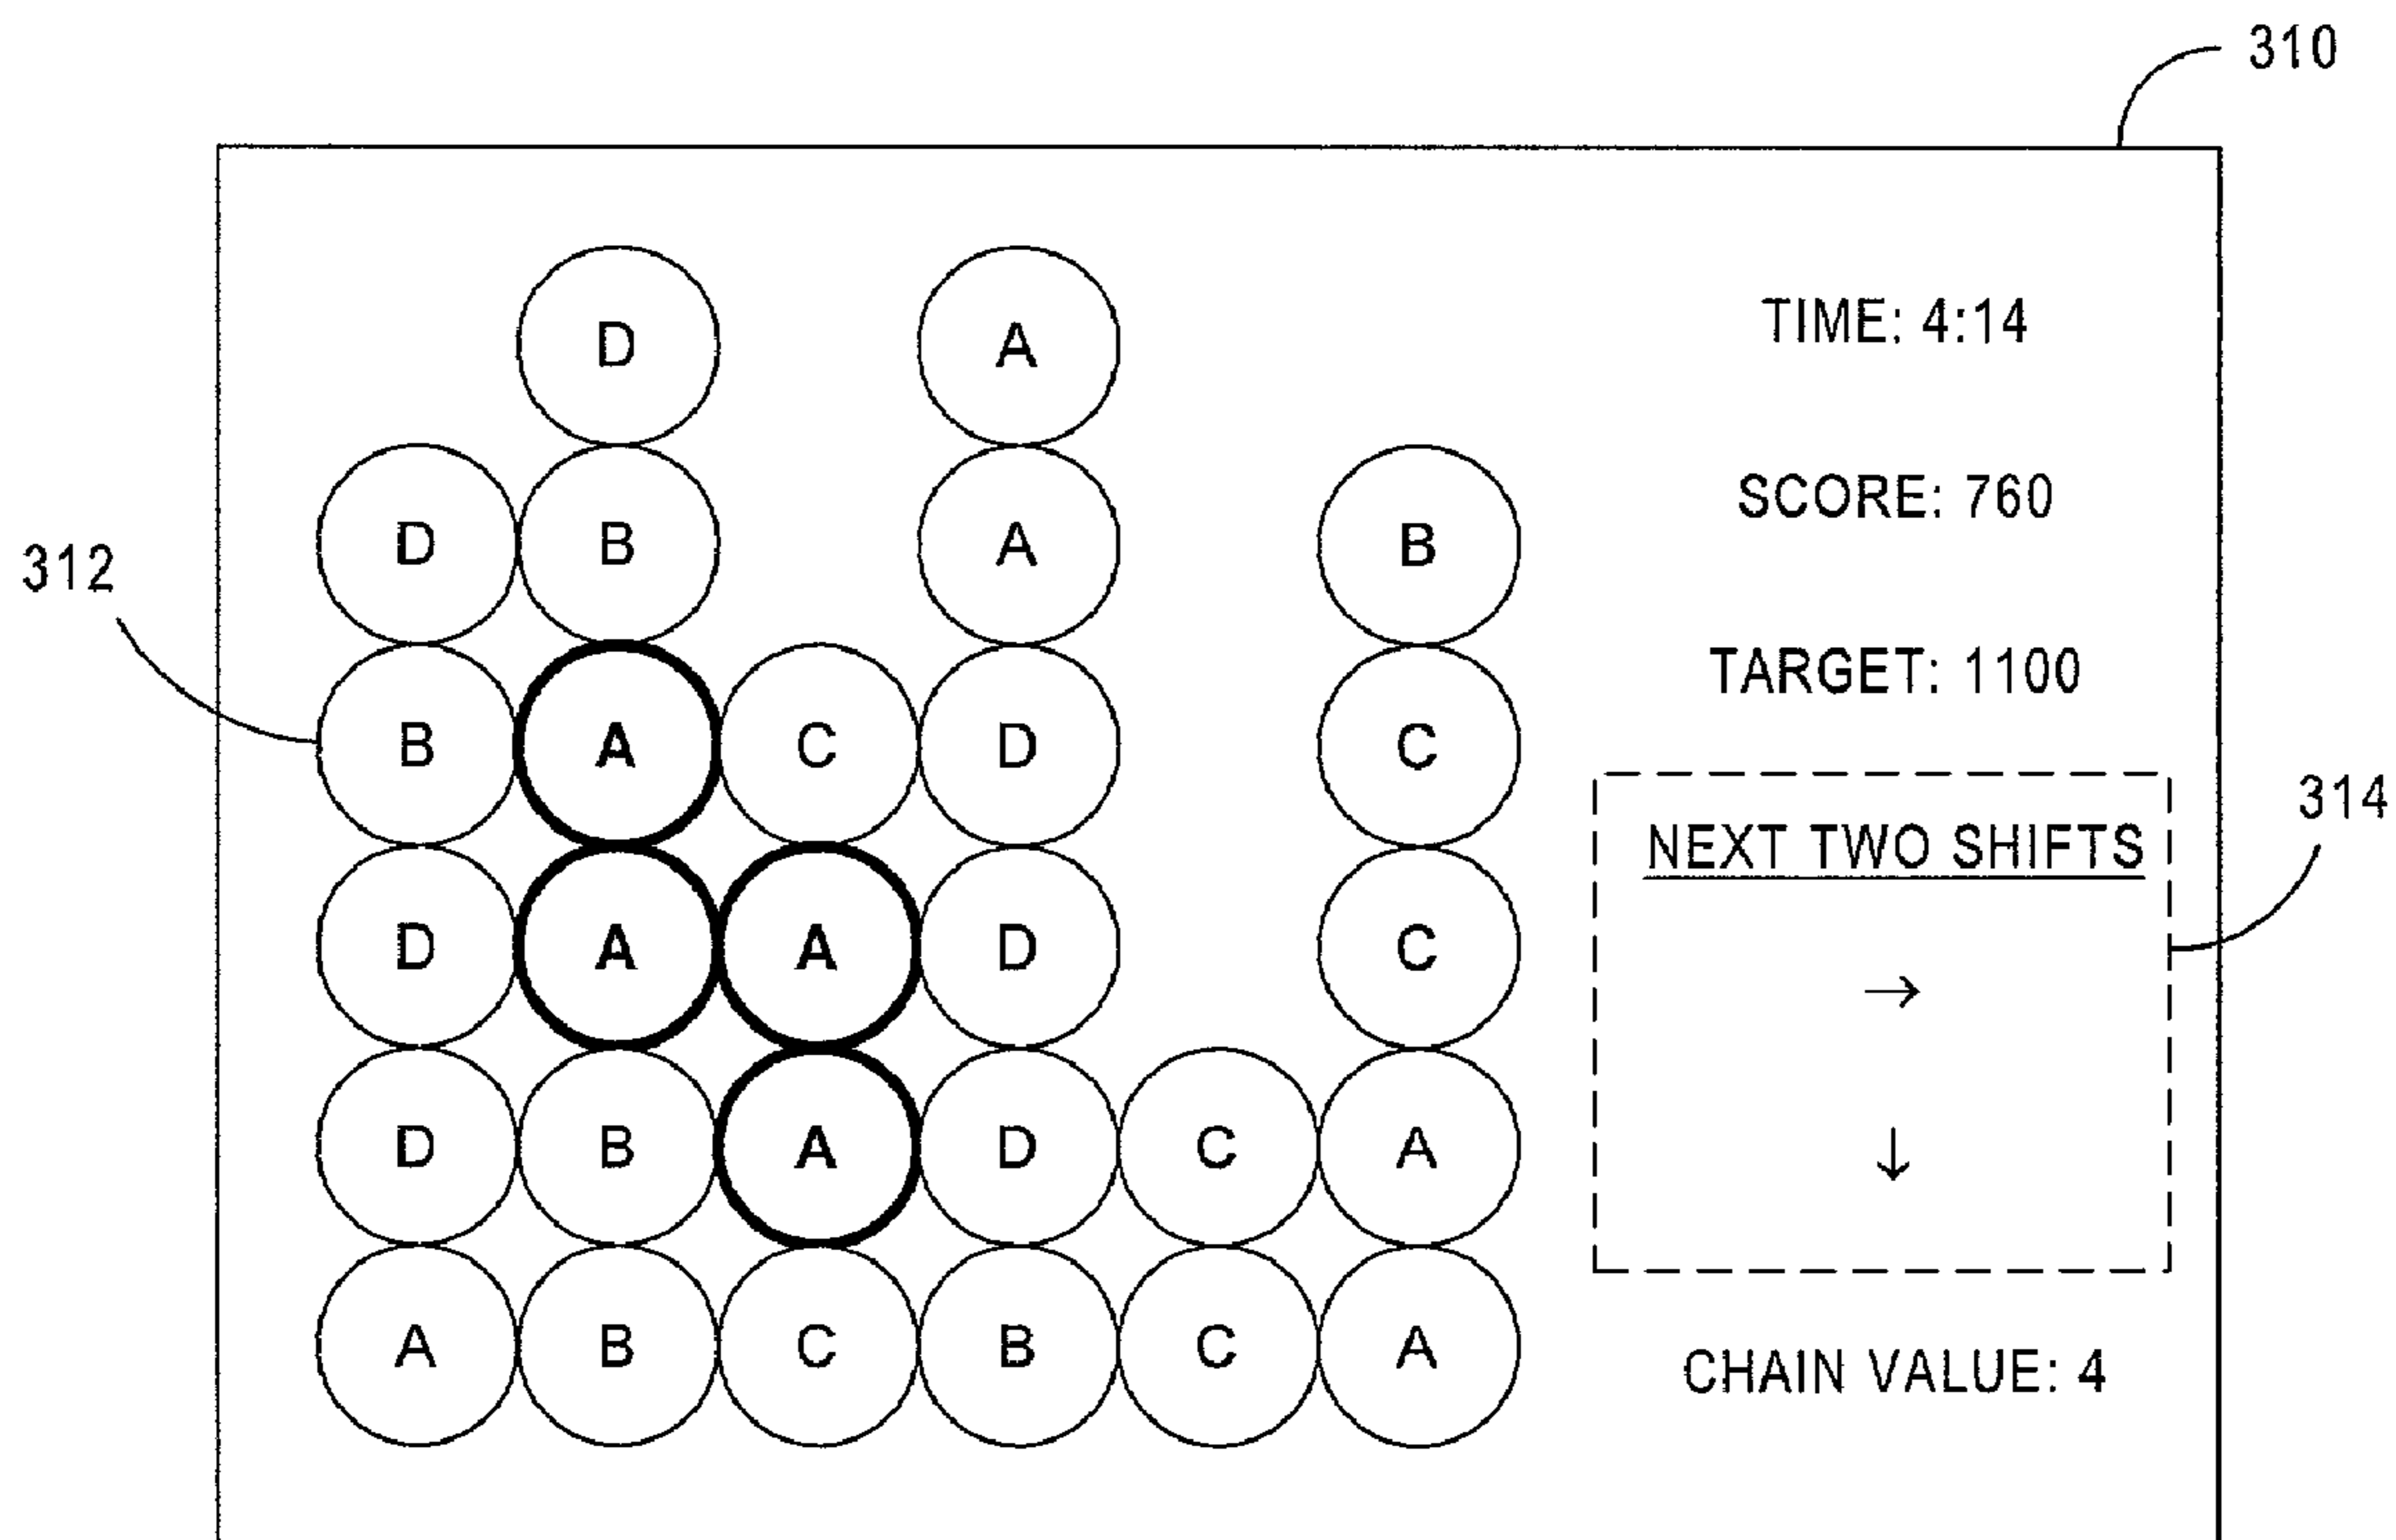 310
D A
TIME: 4:14
D B A B
SCORE: 760
312
B A C D C
TARGET: 1100
314
NEXT TWO SHIFTS
D A A D C
→
D B A D C A
↓
A B C B C A
CHAIN VALUE: 4